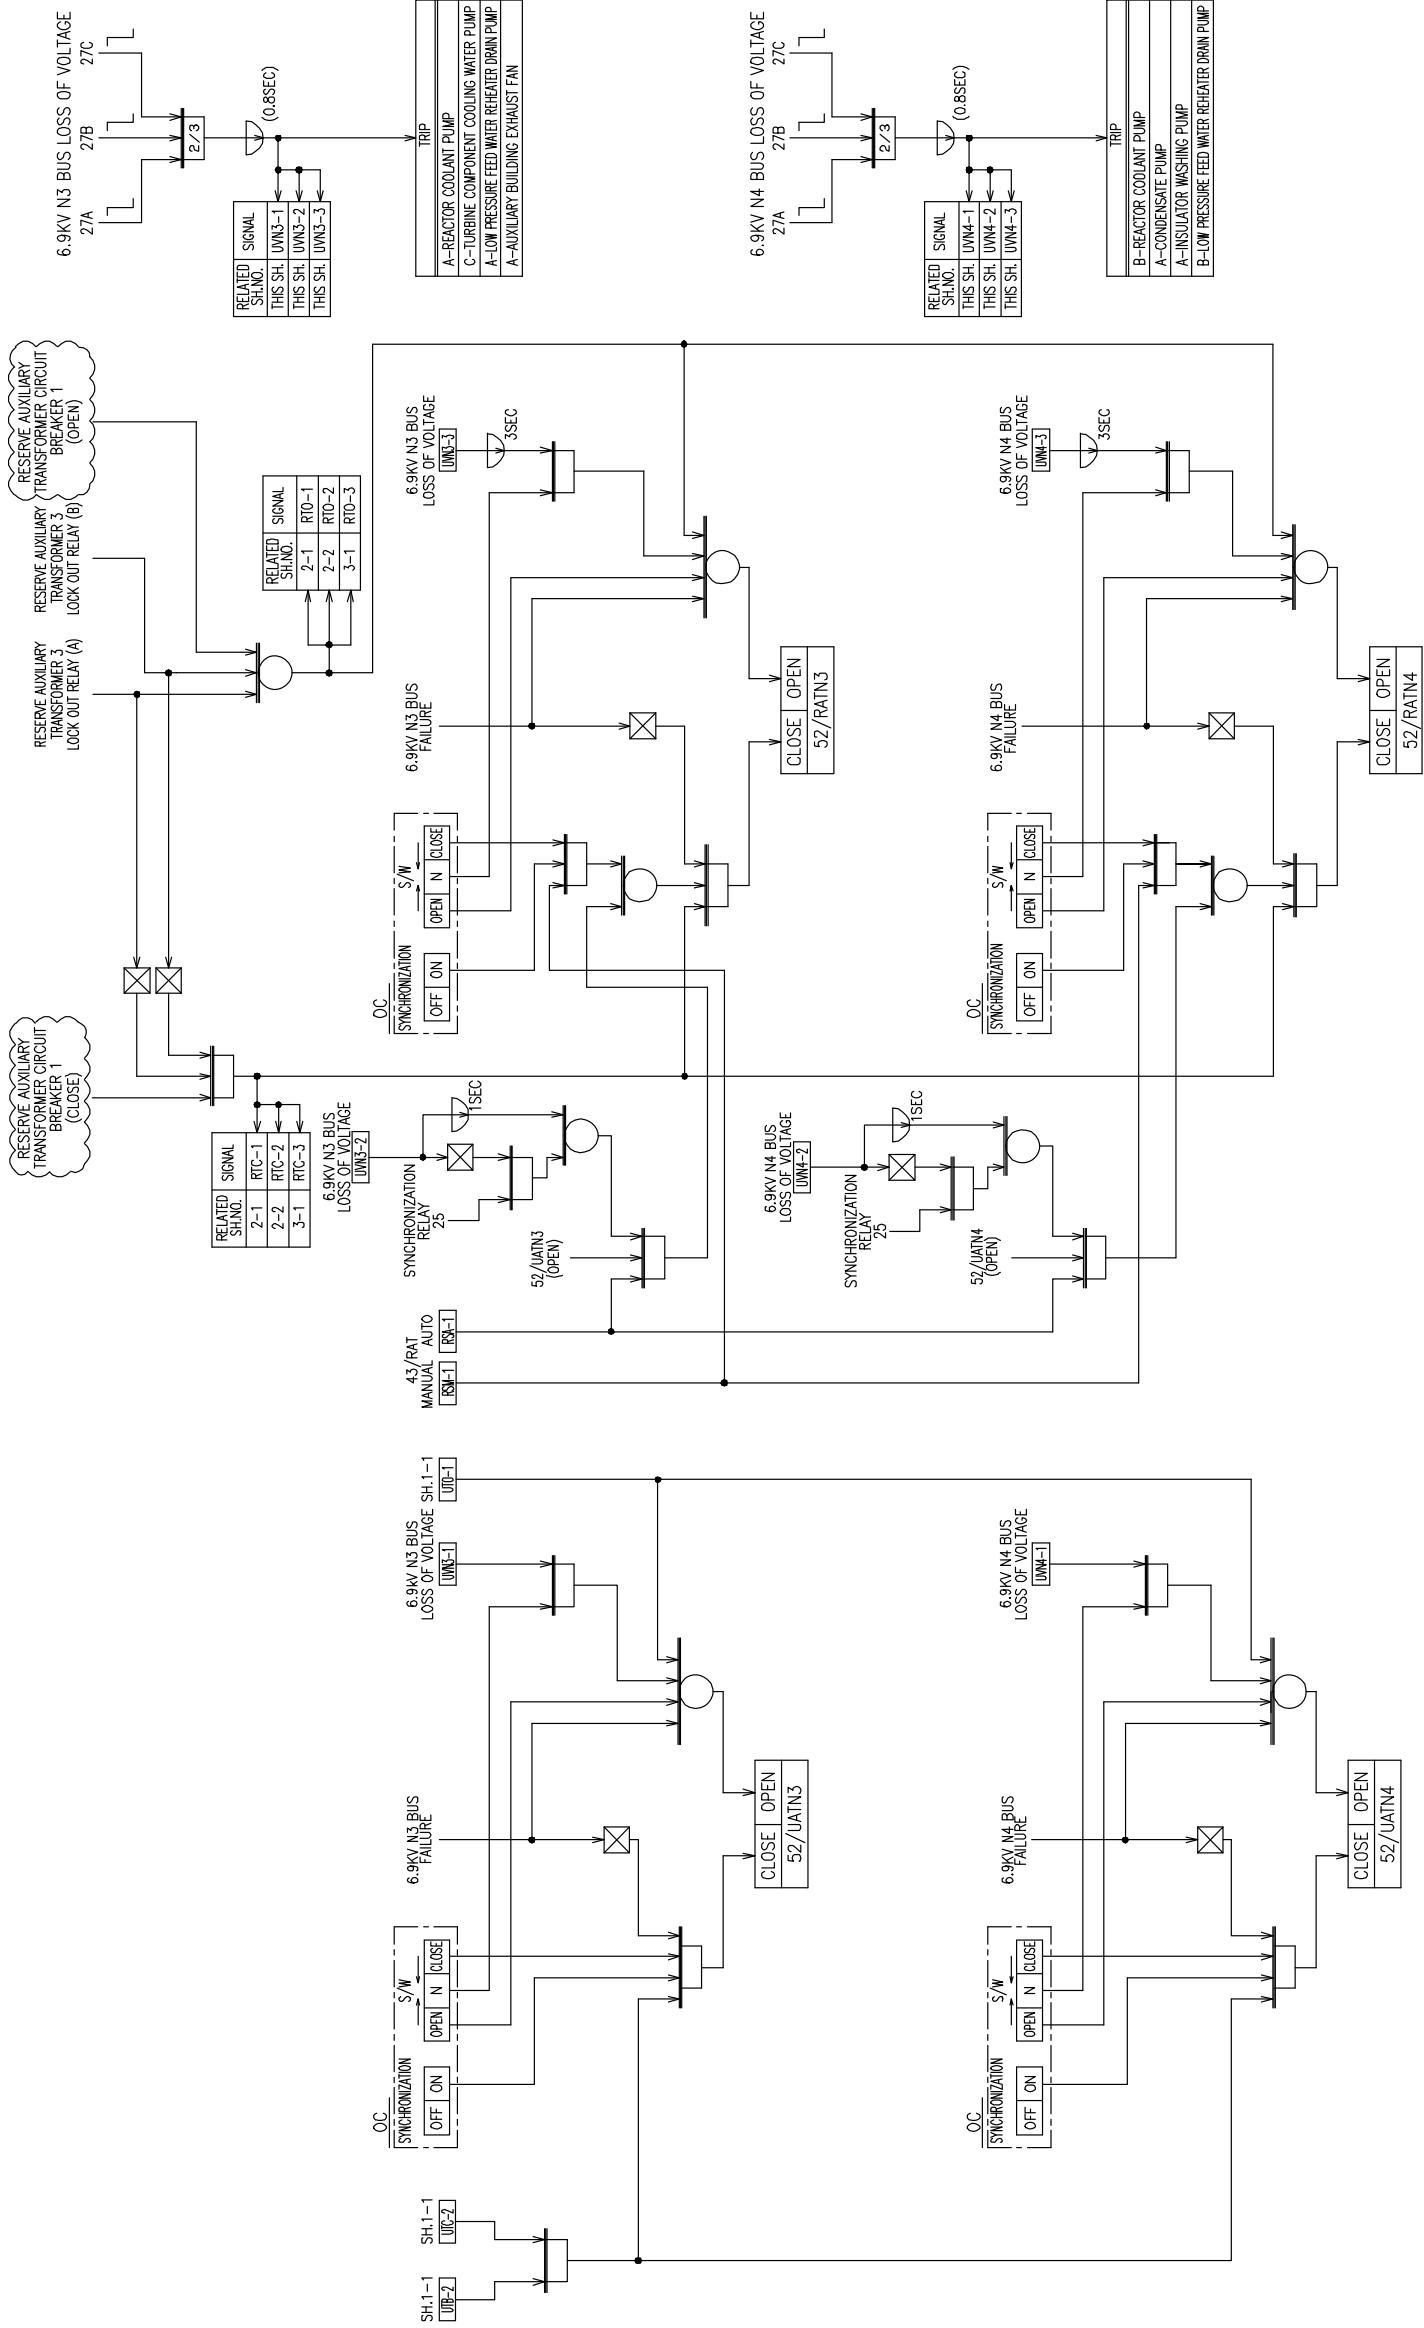 6.9KV N3 BUS LOSS OF VOLTAGE
27A
27B
27C
2/3
(0.8SEC)
RELATED
SH.NO.
SIGNAL
THIS SH.
UVN3-1
THIS SH.
UVN3-2
THIS SH.
UVN3-3
TRIP
A-REACTOR COOLANT PUMP
C-TURBINE COMPONENT COOLING WATER PUMP
A-LOW PRESSURE FEED WATER REHEATER DRAIN PUMP
A-AUXILIARY BUILDING EXHAUST FAN
6.9KV N4 BUS LOSS OF VOLTAGE
27A
27B
27C
2/3
(0.8SEC)
RELATED
SH.NO.
SIGNAL
THIS SH.
UVN4-1
THIS SH.
UVN4-2
THIS SH.
UVN4-3
TRIP
B-REACTOR COOLANT PUMP
A-CONDENSATE PUMP
A-INSULATOR WASHING PUMP
B-LOW PRESSURE FEED WATER REHEATER DRAIN PUMP
RESERVE AUXILIARY
TRANSFORMER CIRCUIT
BREAKER 1
(CLOSE)
RESERVE AUXILIARY
TRANSFORMER 3
LOCK OUT RELAY (A)
RESERVE AUXILIARY
TRANSFORMER 3
LOCK OUT RELAY (B)
RESERVE AUXILIARY
TRANSFORMER CIRCUIT
BREAKER 1
(OPEN)
RELATED
SH.NO.
SIGNAL
2-1
RTC-1
2-2
RTC-2
3-1
RTC-3
RELATED
SH.NO.
SIGNAL
2-1
RTO-1
2-2
RTO-2
3-1
RTO-3
43/RAT
MANUAL
AUTO
RSM-1
RSA-1
6.9KV N3 BUS
LOSS OF VOLTAGE
UVN3-2
1SEC
SYNCHRONIZATION
RELAY
25
52/UATN3
(OPEN)
OC
SYNCHRONIZATION
OFF
ON
S/W
OPEN
N
CLOSE
6.9KV N3 BUS
FAILURE
6.9KV N3 BUS
LOSS OF VOLTAGE
UVN3-3
3SEC
CLOSE
OPEN
52/RATN3
6.9KV N4 BUS
LOSS OF VOLTAGE
UVN4-2
1SEC
SYNCHRONIZATION
RELAY
25
52/UATN4
(OPEN)
OC
SYNCHRONIZATION
OFF
ON
S/W
OPEN
N
CLOSE
6.9KV N4 BUS
FAILURE
6.9KV N4 BUS
LOSS OF VOLTAGE
UVN4-3
3SEC
CLOSE
OPEN
52/RATN4
SH.1-1
UTB-2
SH.1-1
UTC-2
OC
SYNCHRONIZATION
OFF
ON
S/W
OPEN
N
CLOSE
6.9KV N3 BUS
FAILURE
6.9kV N3 BUS
LOSS OF VOLTAGE
UVN3-1
SH.1-1
UTO-1
CLOSE
OPEN
52/UATN3
OC
SYNCHRONIZATION
OFF
ON
S/W
OPEN
N
CLOSE
6.9KV N4 BUS
FAILURE
6.9KV N4 BUS
LOSS OF VOLTAGE
UVN4-1
CLOSE
OPEN
52/UATN4